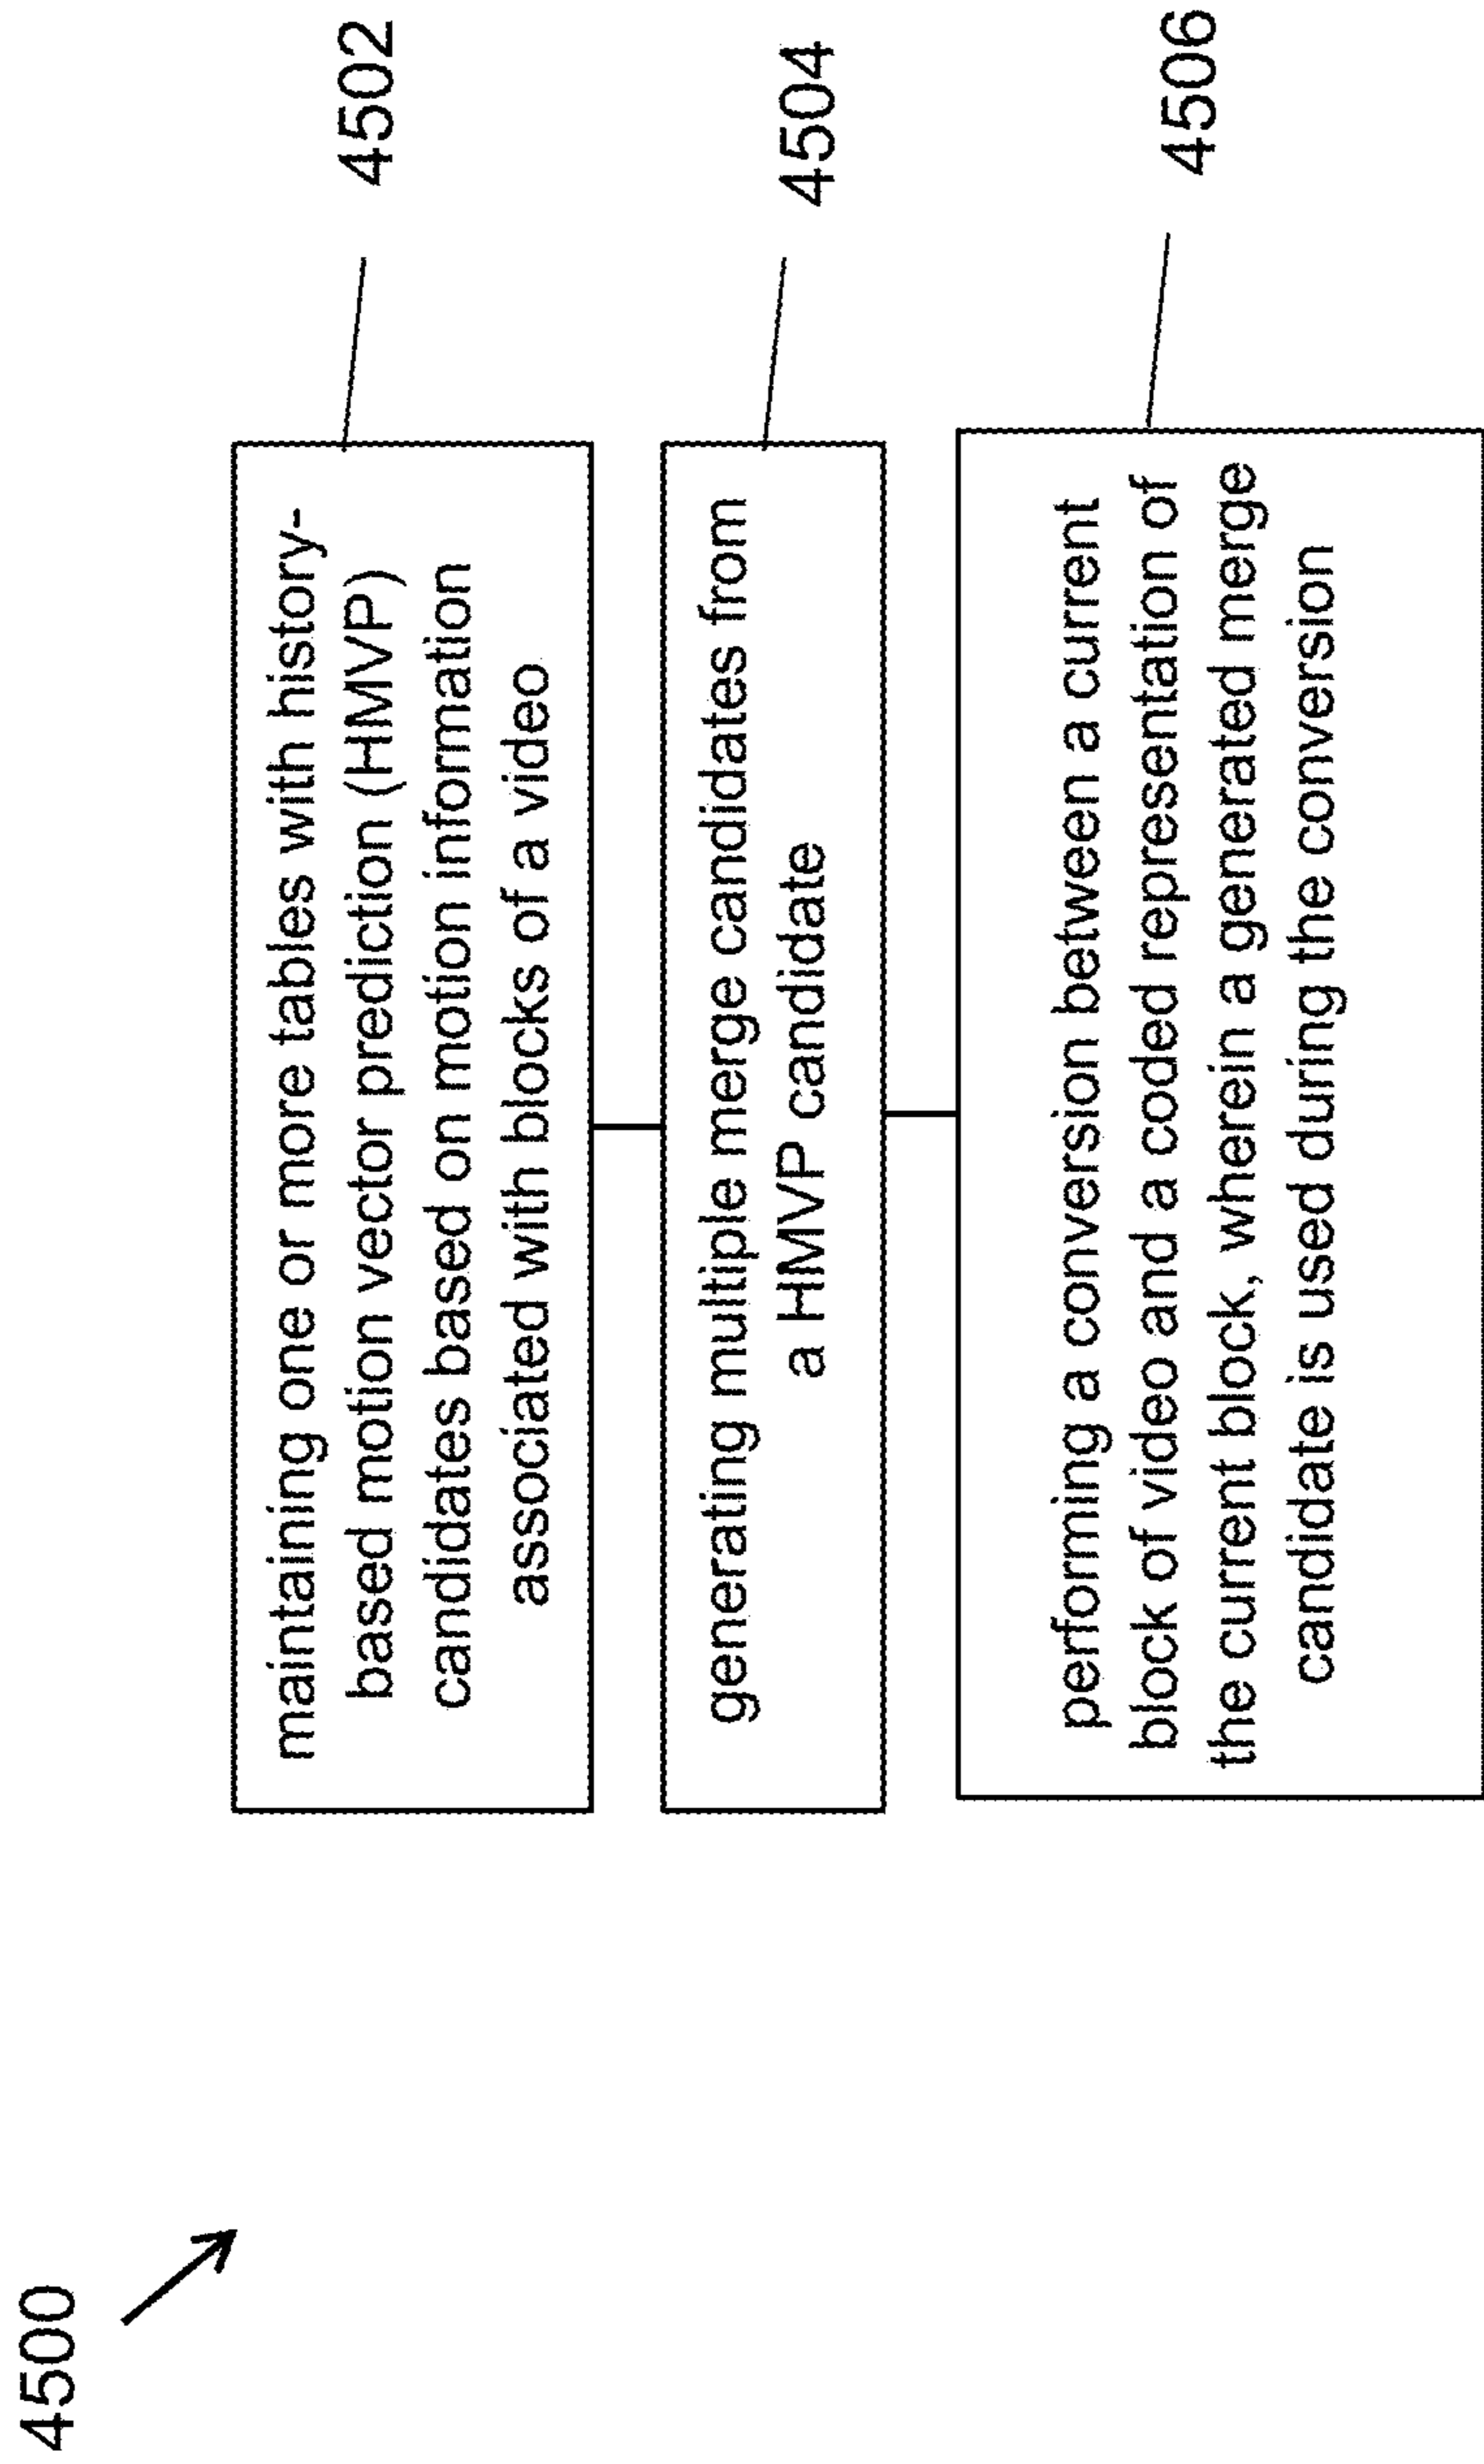 4500
maintaining one or more tables with history-
based motion vector prediction (HMVP)
candidates based on motion information
associated with blocks of a video
4502
generating multiple merge candidates from
a HMVP candidate
4504
performing a conversion between a current
block of video and a coded representation of
the current block, wherein a generated merge
candidate is used during the conversion
4506